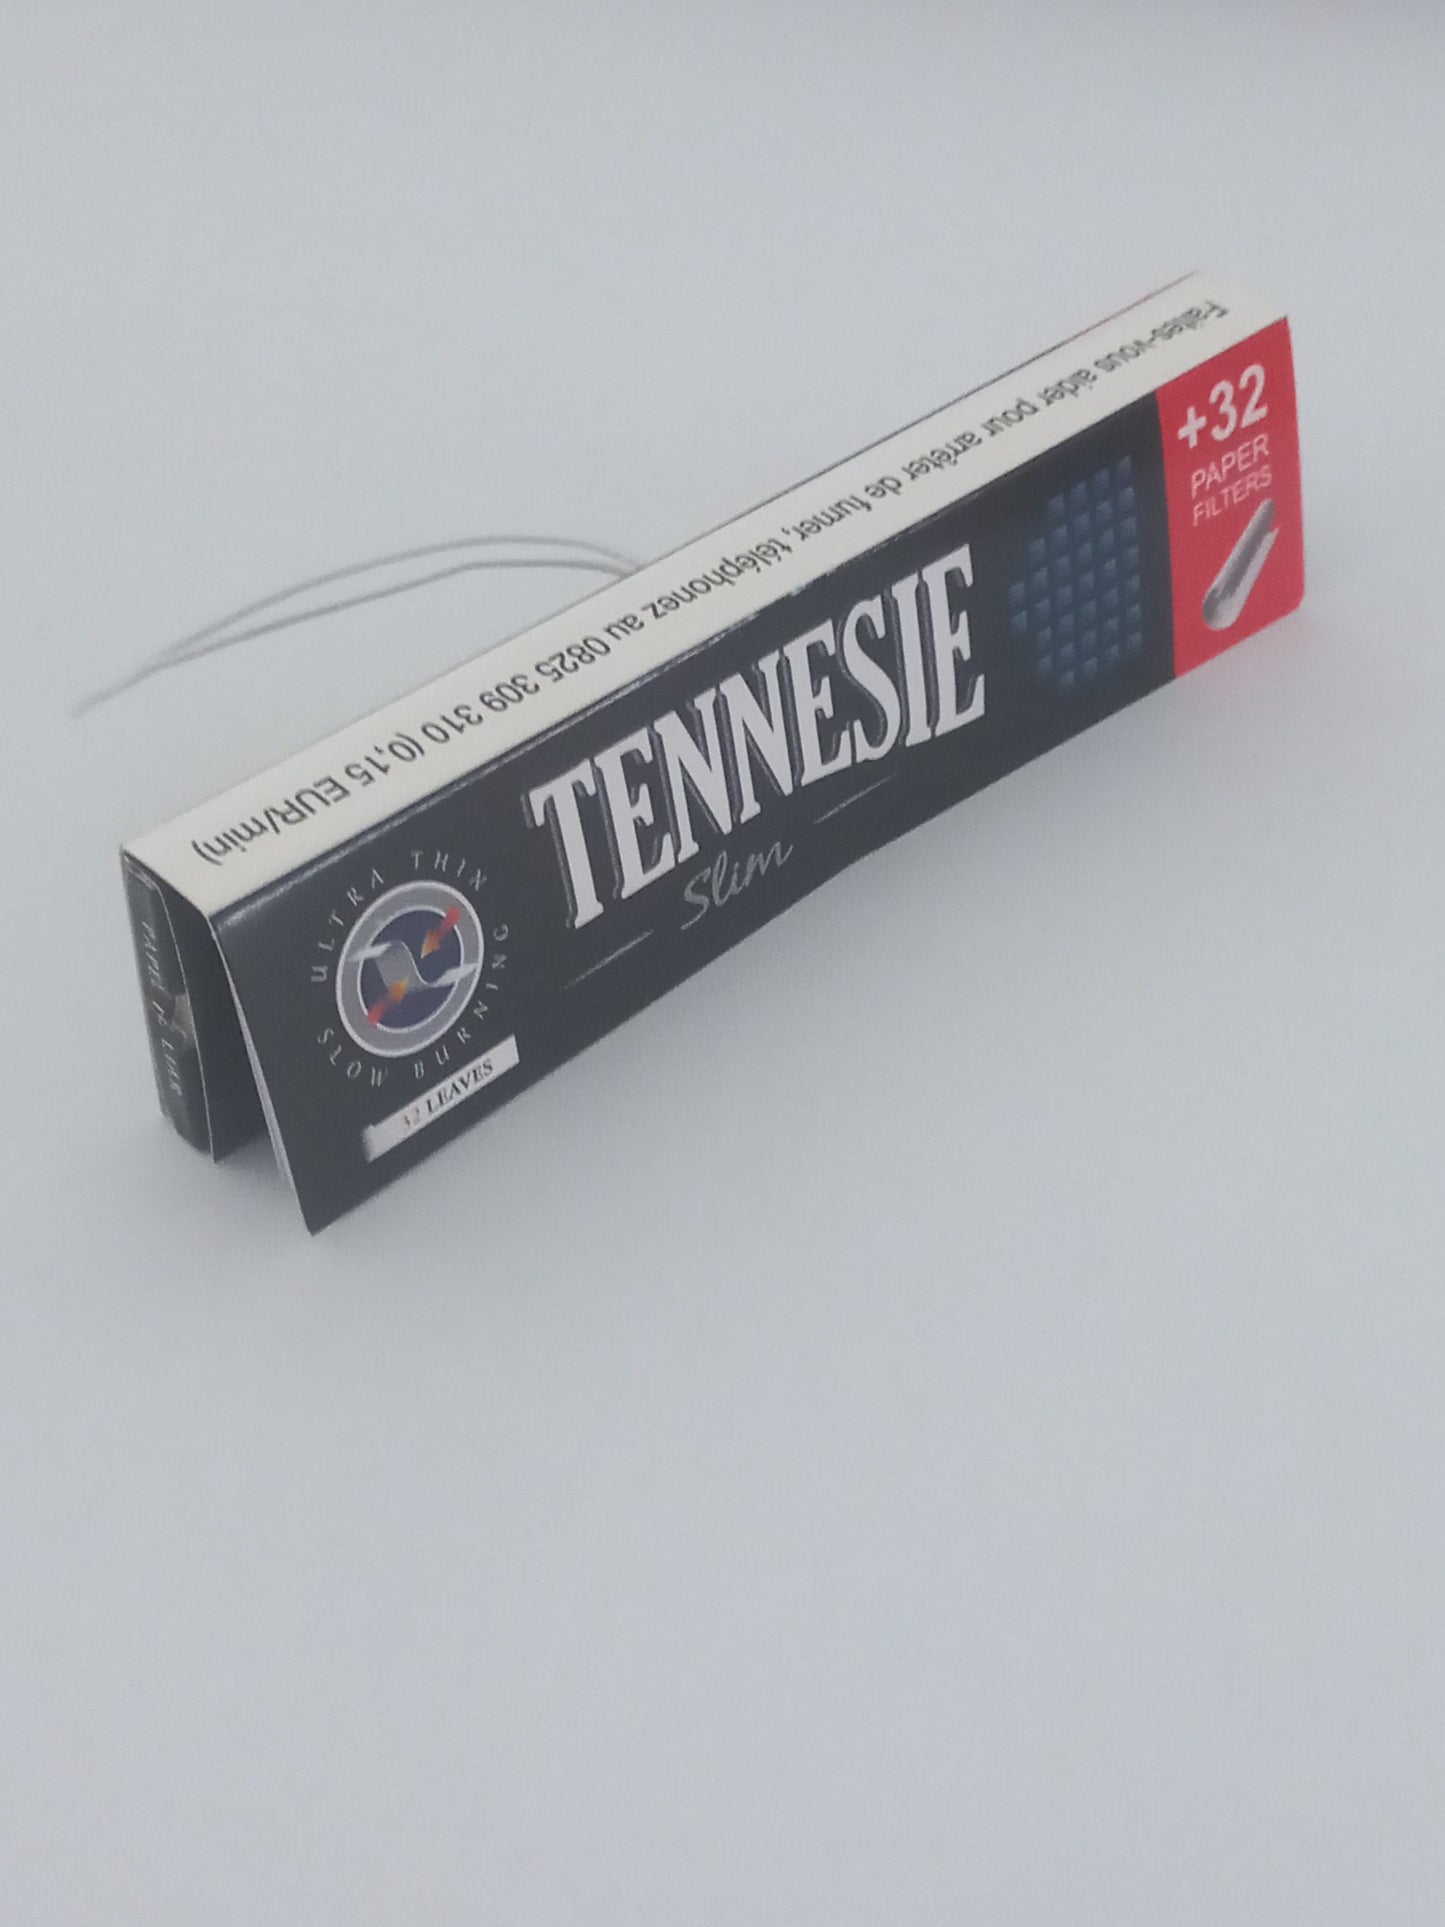 Faites-vous aider pour arrêter de fumer, téléphonez au 0825 309 310 (0,15 EUR/min)
+32
PAPER
FILTERS
TENNESIE
Slim
ULTRA THIN
SLOW BURNING
32 LEAVES
PAPER